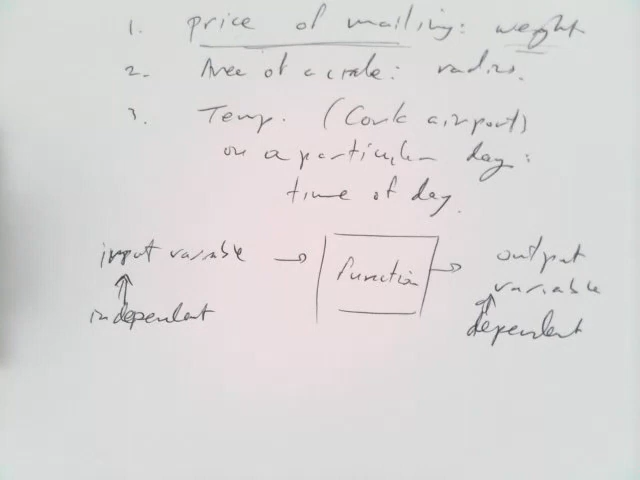 1. price of mailing: weight
2. Area of a circle: radius.
3. Temp. (Cork airport)
on a particular day:
time of day.
input variable → function → output
variable
independent
dependent